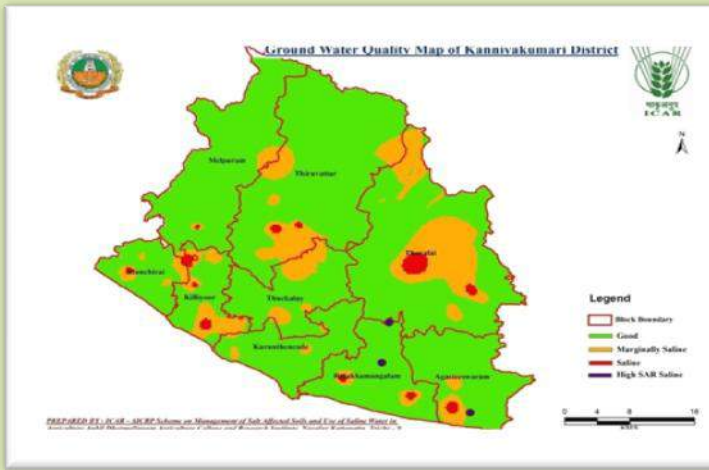 Ground Water Quality Map of Kanniyakumari District
भाकृअनुप
ICAR
N
Melpuram
Thiruvattar
Thovalai
Munchirai
Killiyoor
Thuckalay
Kurunthencode
Rajakkamangalam
Agasteeswaram
Legend
Block Boundary
Good
Marginally Saline
Saline
High SAR Saline
0 4 8 16
PREPARED BY : ICAR – AICRP Scheme on Management of Salt Affected Soils and Use of Saline Water in